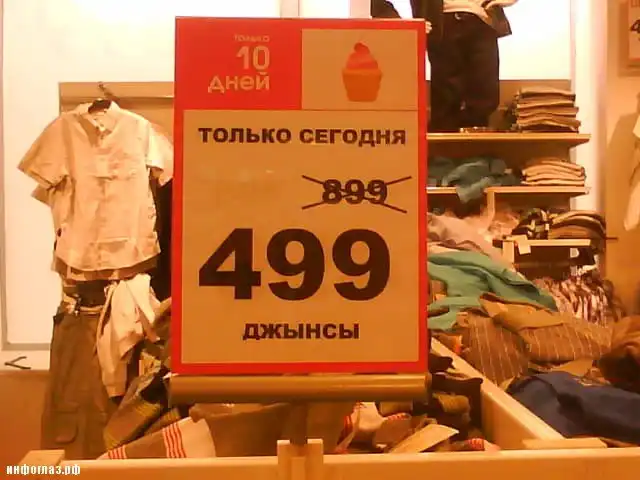 только
10
дней
ТОЛЬКО СЕГОДНЯ
899
499
ДЖЫНСЫ
инфоглаз.рф